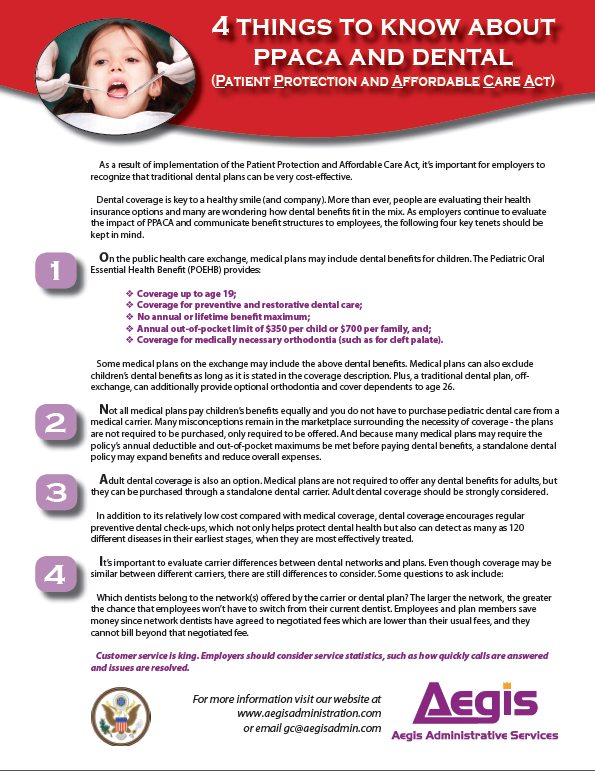 4 THINGS TO KNOW ABOUT
PPACA AND DENTAL
(PATIENT PROTECTION AND AFFORDABLE CARE ACT)
As a result of implementation of the Patient Protection and Affordable Care Act, it's important for employers to
recognize that traditional dental plans can be very cost-effective.
Dental coverage is key to a healthy smile (and company). More than ever, people are evaluating their health
insurance options and many are wondering how dental benefits fit in the mix. As employers continue to evaluate
the impact of PPACA and communicate benefit structures to employees, the following four key tenets should be
kept in mind.
1
On the public health care exchange, medical plans may include dental benefits for children. The Pediatric Oral
Essential Health Benefit (POEHB) provides:
❖ Coverage up to age 19;
❖ Coverage for preventive and restorative dental care;
❖ No annual or lifetime benefit maximum;
❖ Annual out-of-pocket limit of $350 per child or $700 per family, and;
❖ Coverage for medically necessary orthodontia (such as for cleft palate).
Some medical plans on the exchange may include the above dental benefits. Medical plans can also exclude
children's dental benefits as long as it is stated in the coverage description. Plus, a traditional dental plan, off-
exchange, can additionally provide optional orthodontia and cover dependents to age 26.
2
Not all medical plans pay children's benefits equally and you do not have to purchase pediatric dental care from a
medical carrier. Many misconceptions remain in the marketplace surrounding the necessity of coverage - the plans
are not required to be purchased, only required to be offered. And because many medical plans may require the
policy's annual deductible and out-of-pocket maximums be met before paying dental benefits, a standalone dental
policy may expand benefits and reduce overall expenses.
3
Adult dental coverage is also an option. Medical plans are not required to offer any dental benefits for adults, but
they can be purchased through a standalone dental carrier. Adult dental coverage should be strongly considered.
In addition to its relatively low cost compared with medical coverage, dental coverage encourages regular
preventive dental check-ups, which not only helps protect dental health but also can detect as many as 120
different diseases in their earliest stages, when they are most effectively treated.
4
It's important to evaluate carrier differences between dental networks and plans. Even though coverage may be
similar between different carriers, there are still differences to consider. Some questions to ask include:
Which dentists belong to the network(s) offered by the carrier or dental plan? The larger the network, the greater
the chance that employees won't have to switch from their current dentist. Employees and plan members save
money since network dentists have agreed to negotiated fees which are lower than their usual fees, and they
cannot bill beyond that negotiated fee.
Customer service is king. Employers should consider service statistics, such as how quickly calls are answered
and issues are resolved.
For more information visit our website at
www.aegisadministration.com
or email gc@aegisadmin.com
Aegis
Aegis Administrative Services